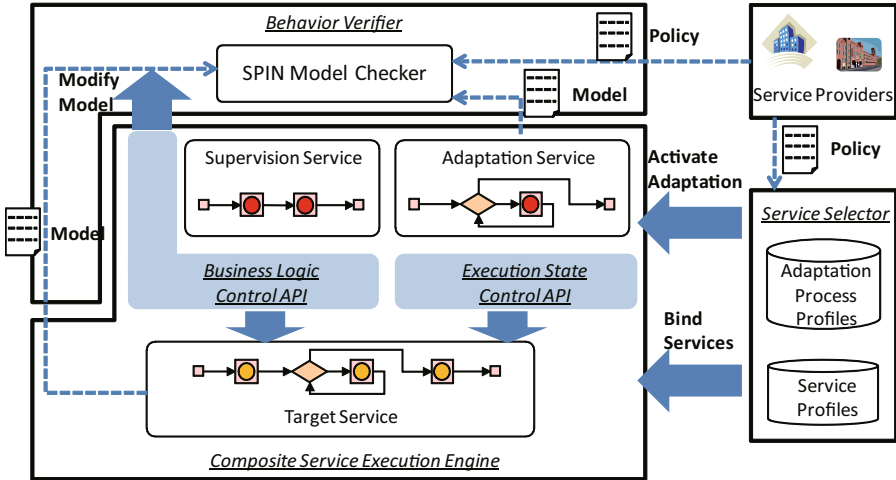 Behavior Verifier
SPIN Model Checker
Policy
Service Providers
Modify
Model
Model
Policy
Supervision Service
Adaptation Service
Activate
Adaptation
Service Selector
Model
Business Logic
Control API
Execution State
Control API
Adaptation
Process
Profiles
Bind
Services
Target Service
Service
Profiles
Composite Service Execution Engine